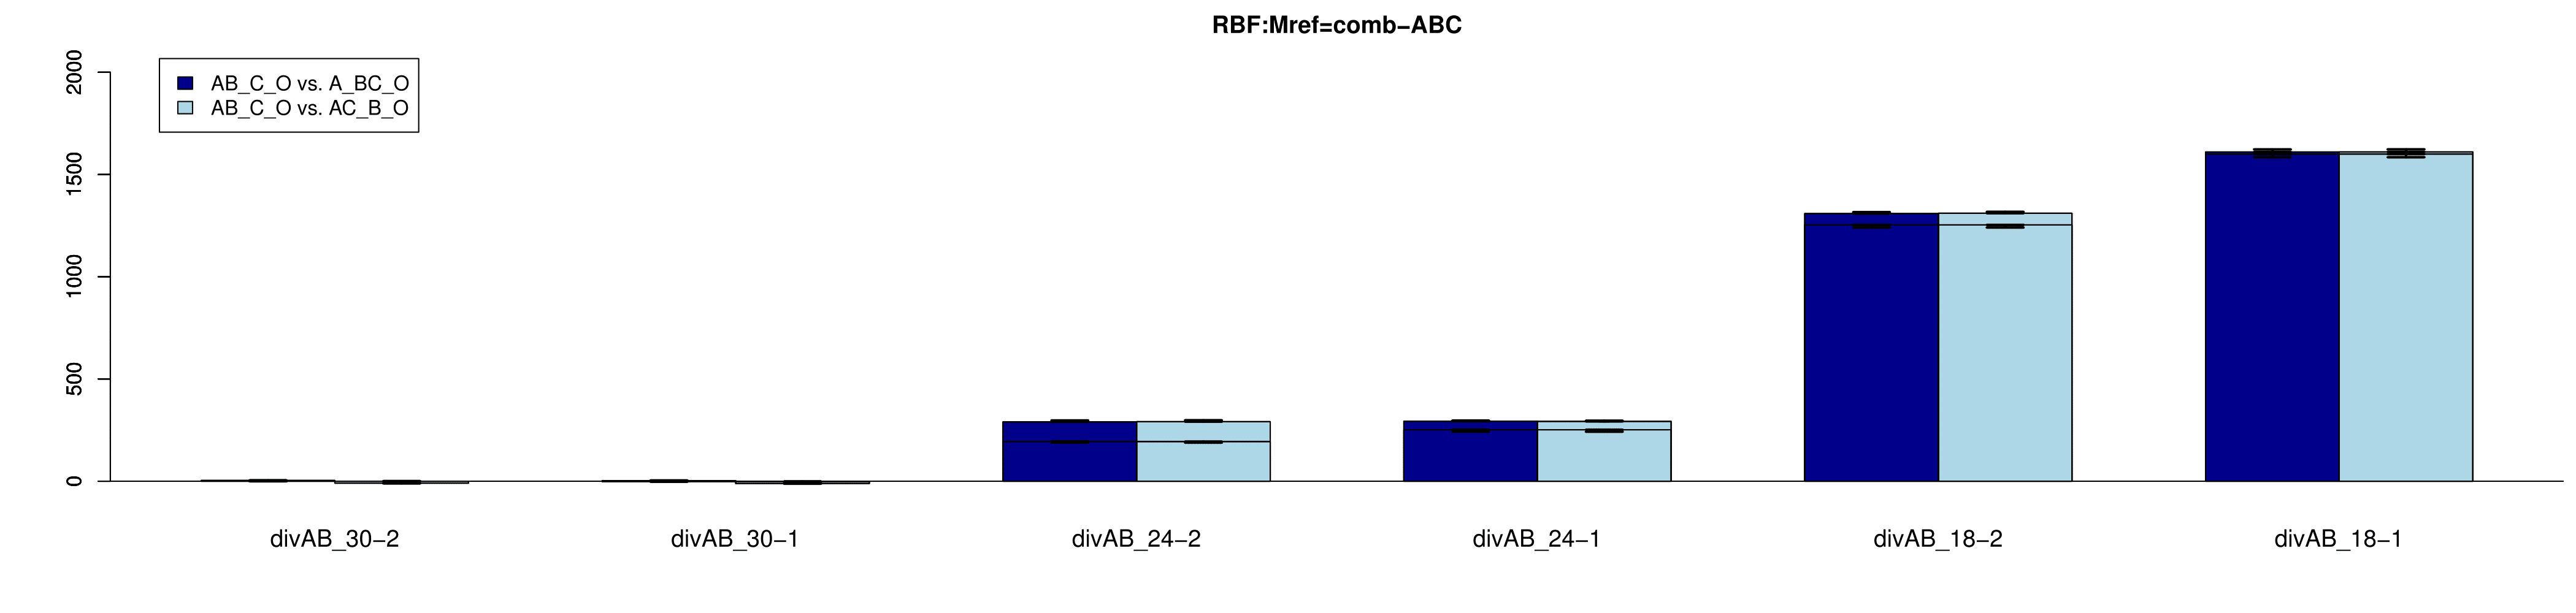 RBF:Mref=comb−ABC
AB_C_O vs. A_BC_O
AB_C_O vs. AC_B_O
2000
1500
1000
500
0
divAB_30−2 divAB_30−1 divAB_24−2 divAB_24−1 divAB_18−2 divAB_18−1